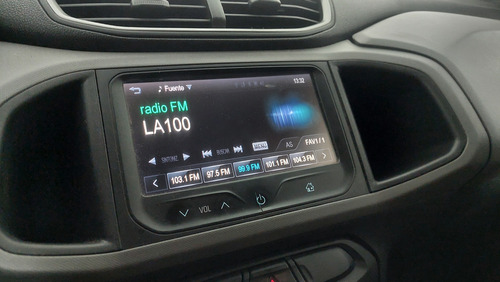 Fuente
13:32
radio FM
LA100
SINTONIZ BUSCAR MENU AS FAV1/1
103.1 FM 97.5 FM 99.9 FM 101.1 FM 104.3 FM
VOL